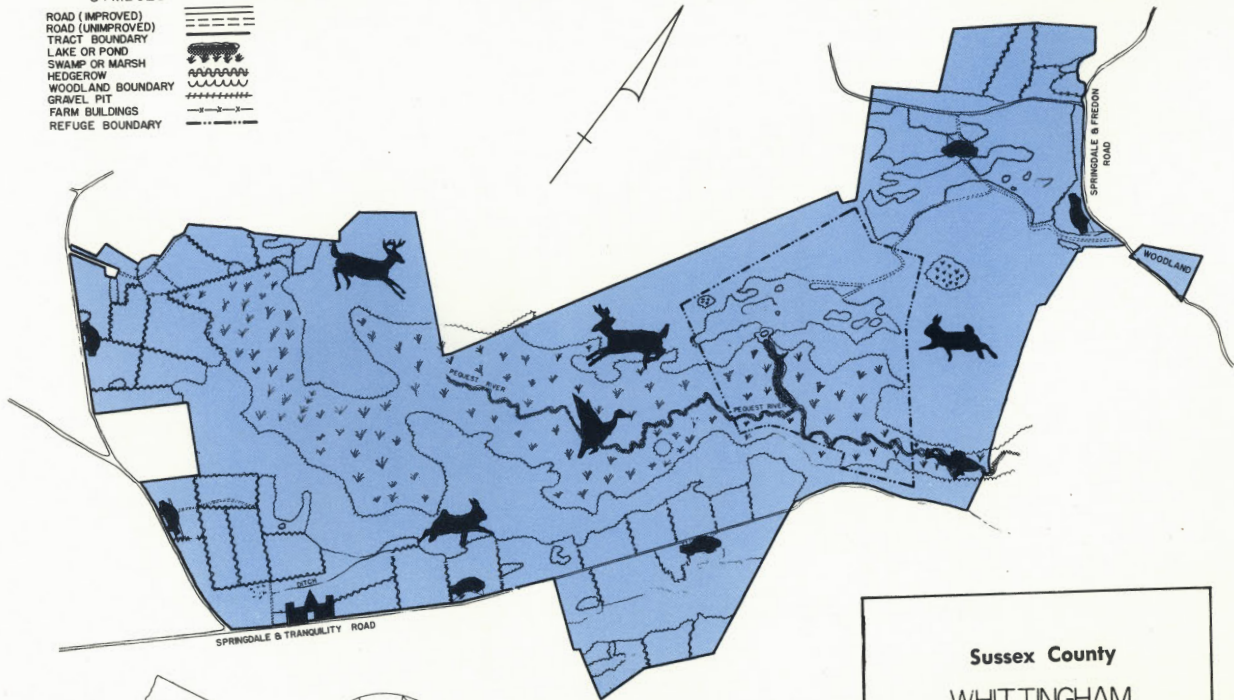 ROAD (IMPROVED)
ROAD (UNIMPROVED)
TRACT BOUNDARY
LAKE OR POND
SWAMP OR MARSH
HEDGEROW
WOODLAND BOUNDARY
GRAVEL PIT
FARM BUILDINGS
REFUGE BOUNDARY
SPRINGDALE & FREDON
ROAD
WOODLAND
PEQUEST RIVER
PEQUEST RIVER
DITCH
SPRINGDALE & TRANQUILITY ROAD
Sussex County
WHITTINGHAM